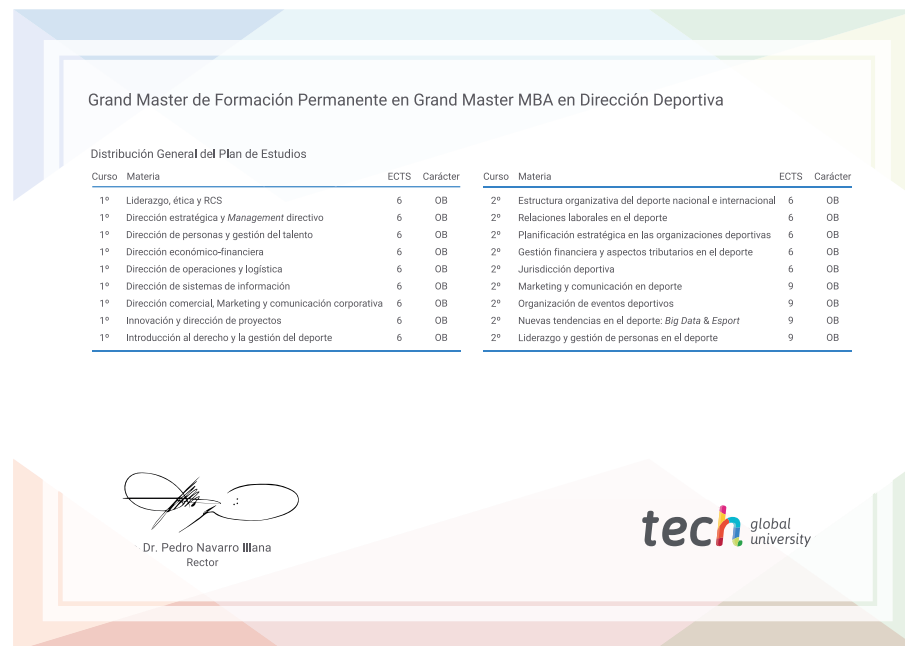 Grand Master de Formación Permanente en Grand Master MBA en Dirección Deportiva
Distribución General del Plan de Estudios
Curso Materia ECTS Carácter
1º Liderazgo, ética y RCS 6 OB
1º Dirección estratégica y Management directivo 6 OB
1º Dirección de personas y gestión del talento 6 OB
1º Dirección económico-financiera 6 OB
1º Dirección de operaciones y logística 6 OB
1º Dirección de sistemas de información 6 OB
1º Dirección comercial, Marketing y comunicación corporativa 6 OB
1º Innovación y dirección de proyectos 6 OB
1º Introducción al derecho y la gestión del deporte 6 OB
Curso Materia ECTS Carácter
2º Estructura organizativa del deporte nacional e internacional 6 OB
2º Relaciones laborales en el deporte 6 OB
2º Planificación estratégica en las organizaciones deportivas 6 OB
2º Gestión financiera y aspectos tributarios en el deporte 6 OB
2º Jurisdicción deportiva 6 OB
2º Marketing y comunicación en deporte 9 OB
2º Organización de eventos deportivos 9 OB
2º Nuevas tendencias en el deporte: Big Data & Esport 9 OB
2º Liderazgo y gestión de personas en el deporte 9 OB
Dr. Pedro Navarro Illana
Rector
tech global
university